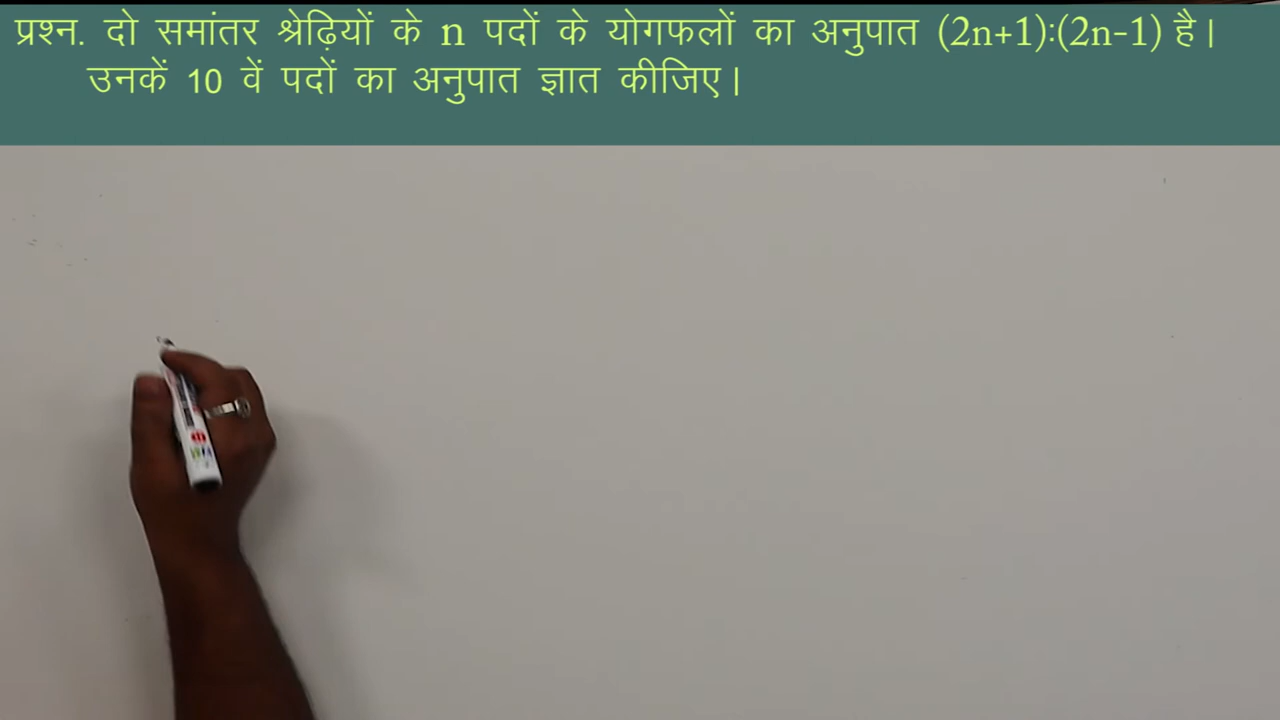 प्रश्न. दो समांतर श्रेढ़ियों के n पदों के योगफलों का अनुपात (2n+1):(2n-1) है।
उनकें 10 वें पदों का अनुपात ज्ञात कीजिए।